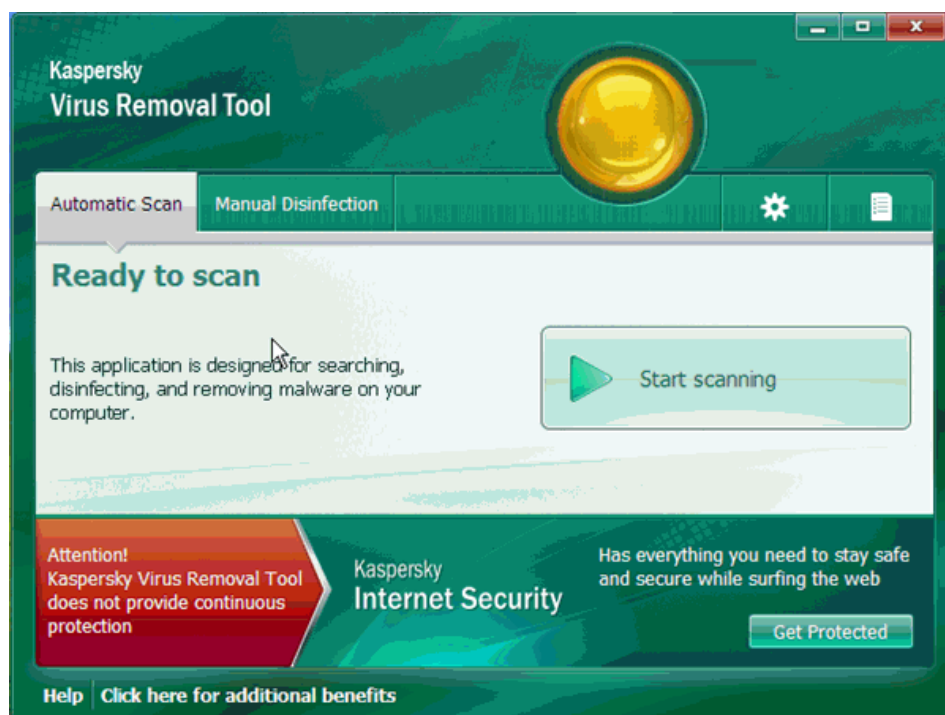 Kaspersky
Virus Removal Tool
Automatic Scan
Manual Disinfection
Ready to scan
This application is designed for searching,
disinfecting, and removing malware on your
computer.
Start scanning
Attention!
Kaspersky Virus Removal Tool
does not provide continuous
protection
Kaspersky
Internet Security
Has everything you need to stay safe
and secure while surfing the web
Get Protected
Help
Click here for additional benefits